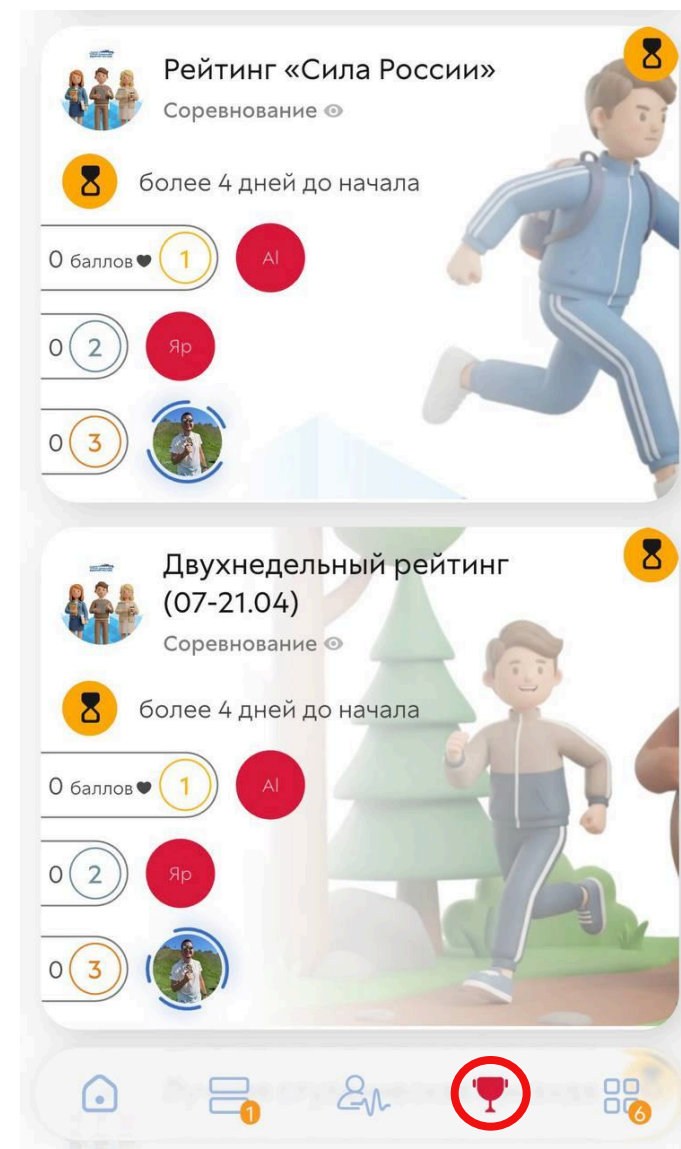 Рейтинг «Сила России»
Соревнование
более 4 дней до начала
0 баллов 1 Al
0 2 Яр
0 3
Двухнедельный рейтинг
(07-21.04)
Соревнование
более 4 дней до начала
0 баллов 1 Al
0 2 Яр
0 3
1 6